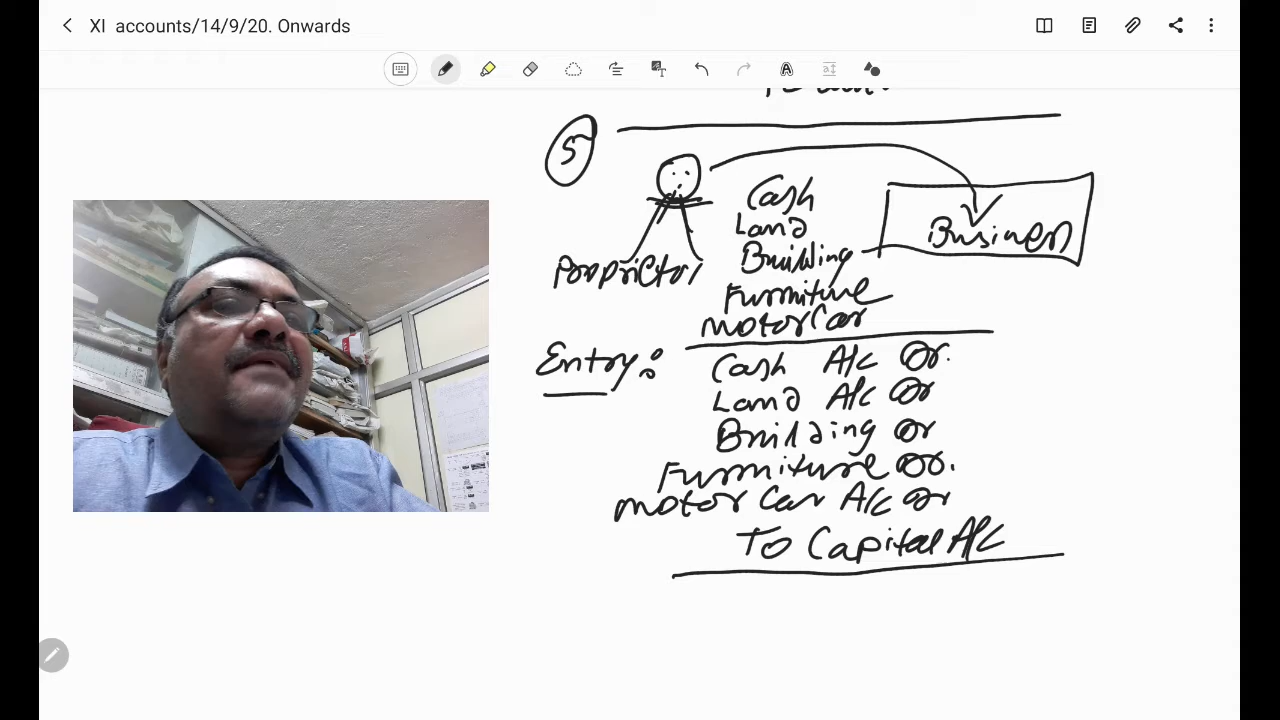 XI accounts/14/9/20. Onwards
5
Cash
Land
Business
Building
Proprietor
Furniture
Motor Car
Entry:
Cash A/c Dr.
Land A/c Dr
Building Dr
Furniture Dr.
Motor Car A/c Dr
To Capital A/c